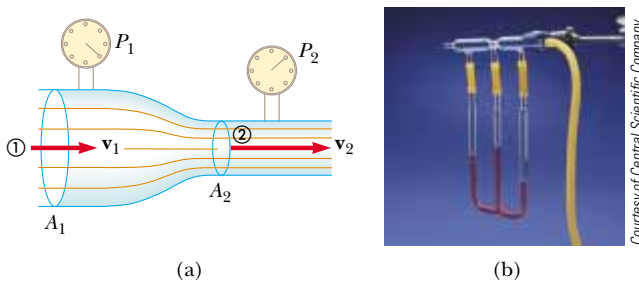 P1
P2
① v1 ② v2
A1
A2
(a)
(b)
Courtesy of Central Scientific Company